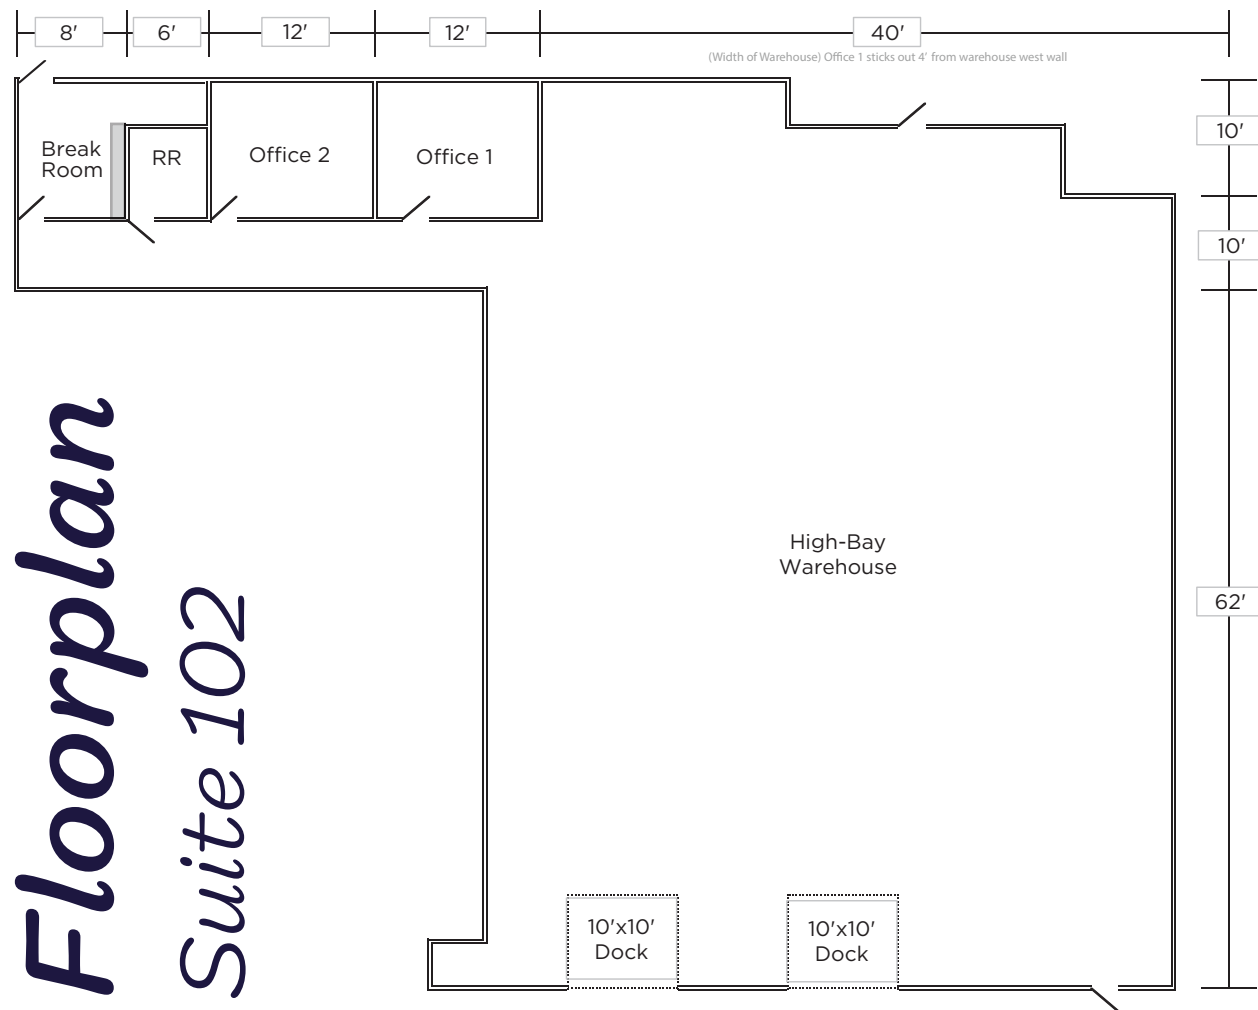 8'
6'
12'
12'
40'
(Width of Warehouse) Office 1 sticks out 4' from warehouse west wall
10'
Break
Room
RR
Office 2
Office 1
10'
High-Bay
Warehouse
62'
Floorplan
Suite 102
10'x10'
Dock
10'x10'
Dock